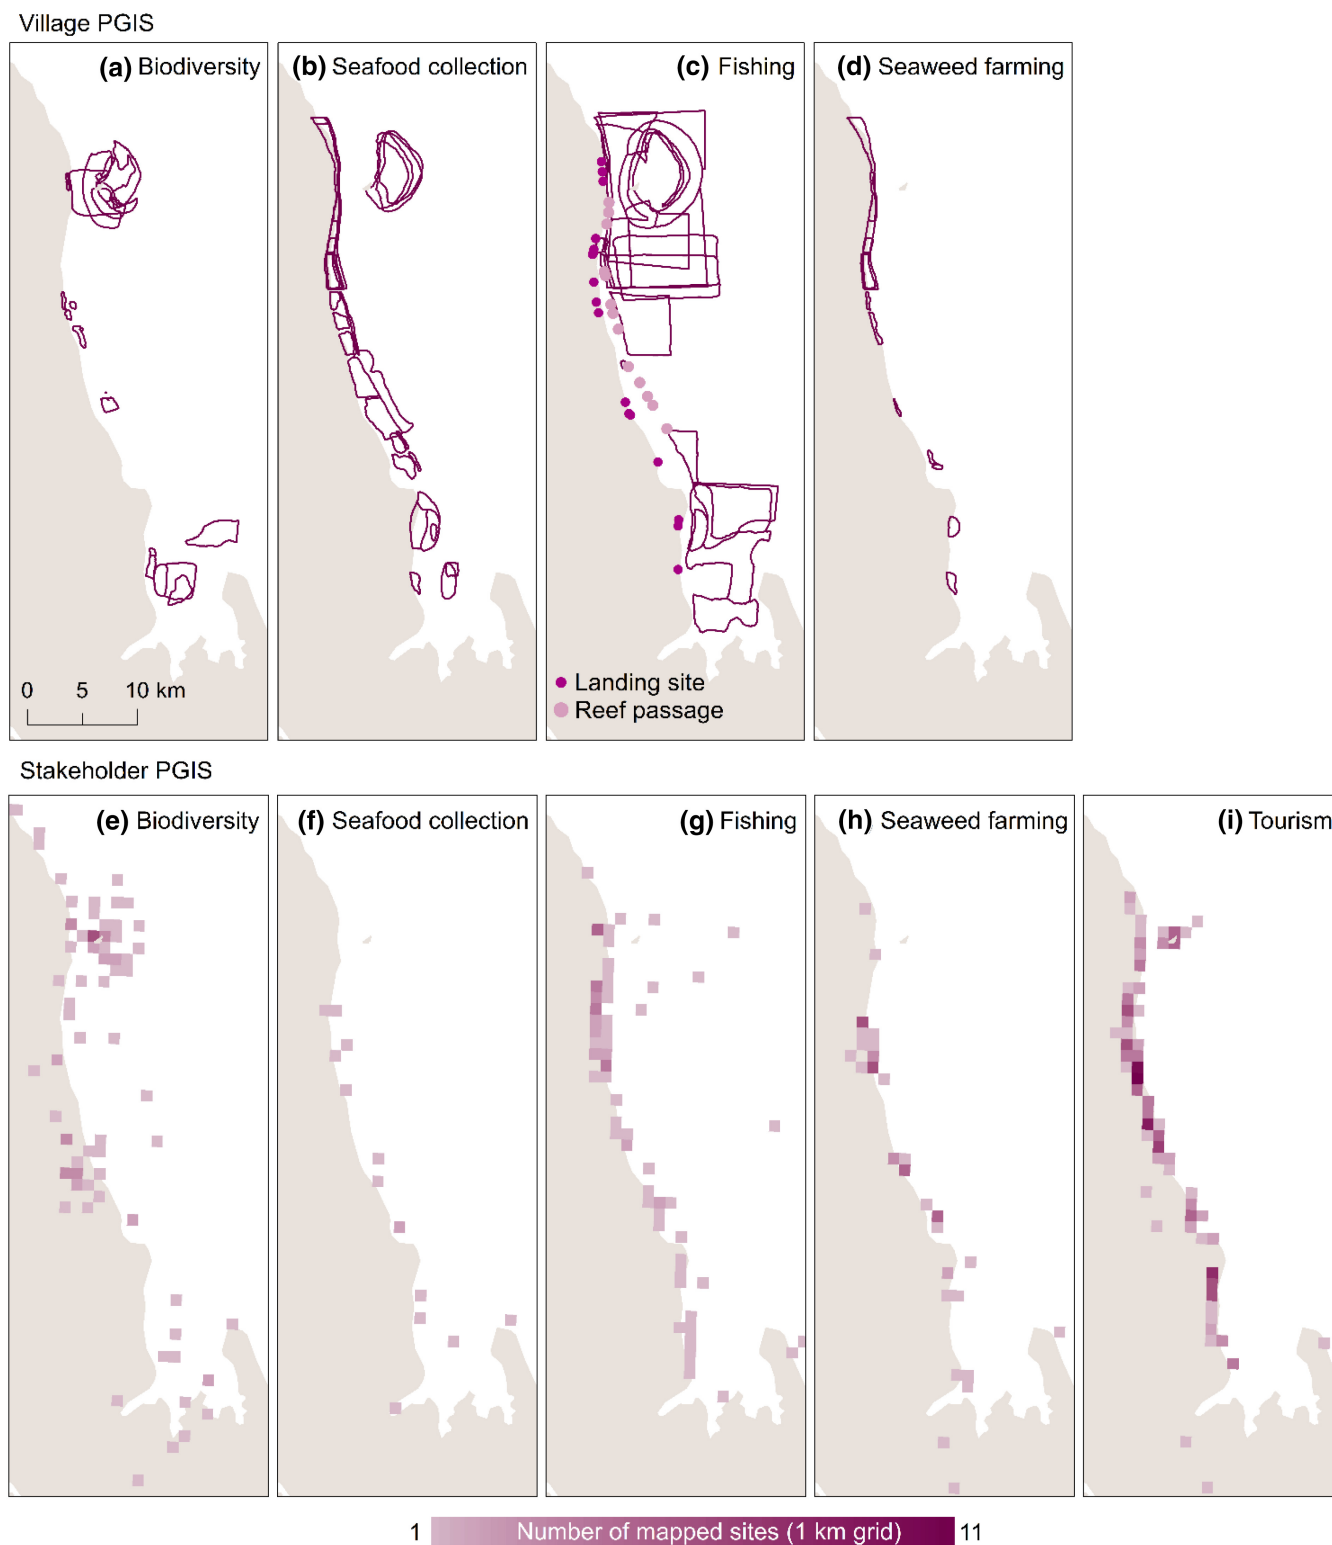 Village PGIS
(a) Biodiversity
(b) Seafood collection
(c) Fishing
(d) Seaweed farming
0 5 10 km
Landing site
Reef passage
Stakeholder PGIS
(e) Biodiversity
(f) Seafood collection
(g) Fishing
(h) Seaweed farming
(i) Tourism
1 Number of mapped sites (1 km grid) 11